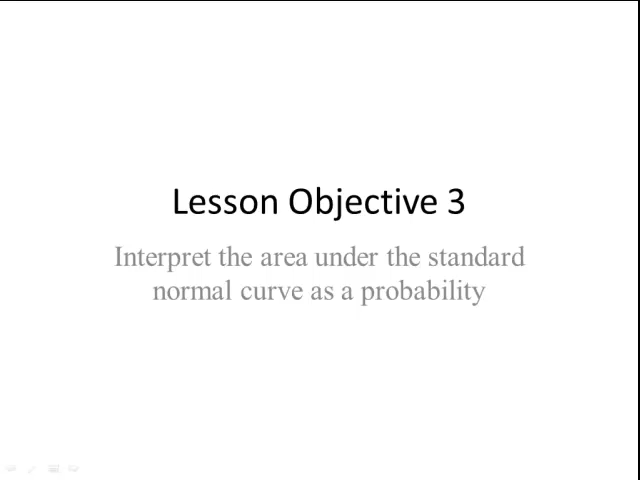 Lesson Objective 3
Interpret the area under the standard
normal curve as a probability